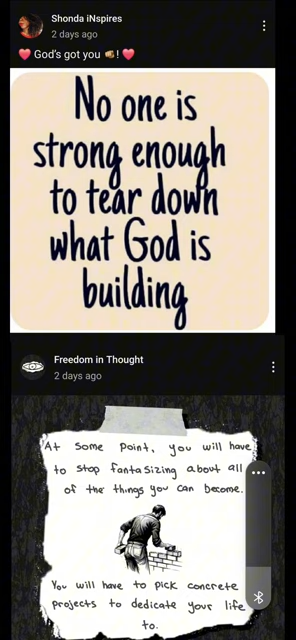 Shonda iNspires
2 days ago
❤️ God's got you 👊🏽! ❤️
No one is
strong enough
to tear down
what God is
building
Freedom in Thought
2 days ago
At some point, you will have
to stop fantasizing about all
of the things you can become.
You will have to pick concrete
projects to dedicate your life
to.